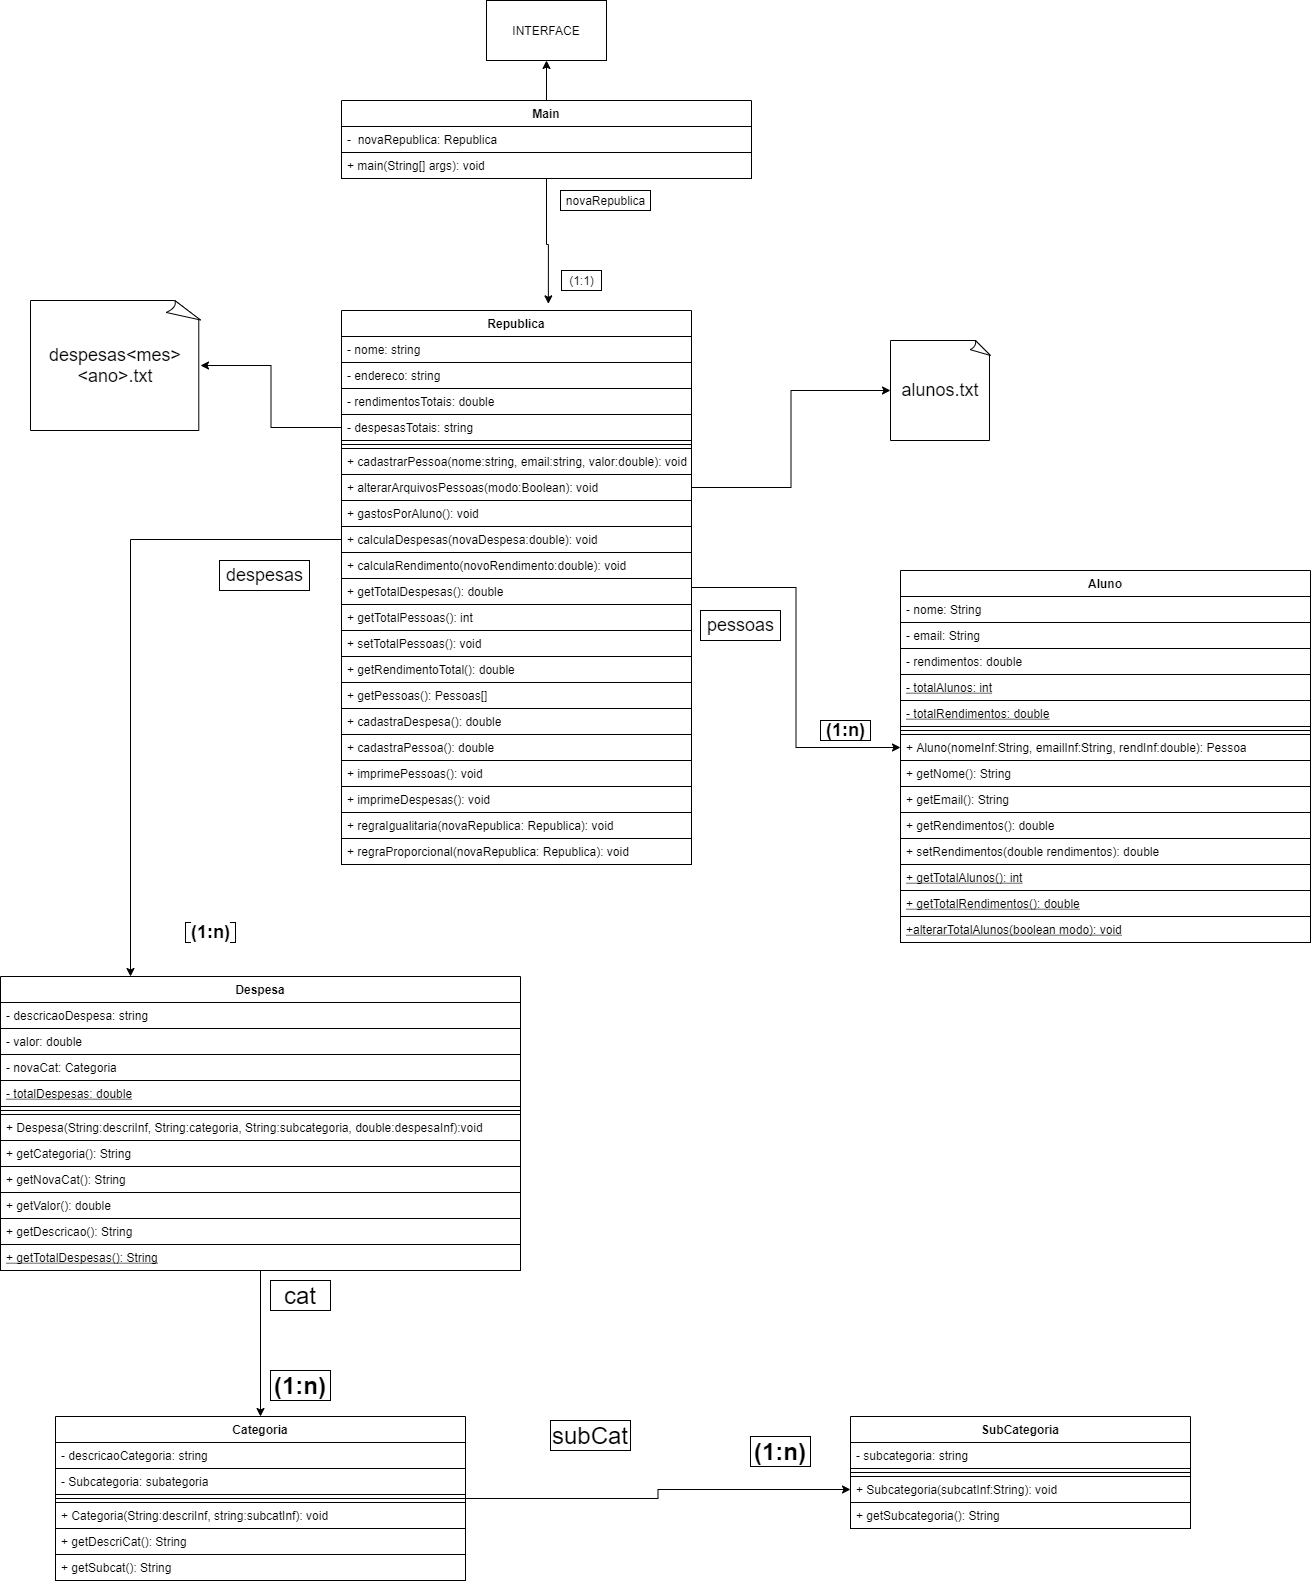 INTERFACE
Main
- novaRepublica: Republica
+ main(String[] args): void
novaRepublica
(1:1)
despesas<mes>
<ano>.txt
Republica
- nome: string
- endereco: string
- rendimentosTotais: double
- despesasTotais: string
+ cadastrarPessoa(nome:string, email:string, valor:double): void
+ alterarArquivosPessoas(modo:Boolean): void
+ gastosPorAluno(): void
+ calculaDespesas(novaDespesa:double): void
+ calculaRendimento(novoRendimento:double): void
+ getTotalDespesas(): double
+ getTotalPessoas(): int
+ setTotalPessoas(): void
+ getRendimentoTotal(): double
+ getPessoas(): Pessoas[]
+ cadastraDespesa(): double
+ cadastraPessoa(): double
+ imprimePessoas(): void
+ imprimeDespesas(): void
+ regraIgualitaria(novaRepublica: Republica): void
+ regraProporcional(novaRepublica: Republica): void
alunos.txt
despesas
pessoas
(1:n)
Aluno
- nome: String
- email: String
- rendimentos: double
- totalAlunos: int
- totalRendimentos: double
+ Aluno(nomeInf:String, emailInf:String, rendInf:double): Pessoa
+ getNome(): String
+ getEmail(): String
+ getRendimentos(): double
+ setRendimentos(double rendimentos): double
+ getTotalAlunos(): int
+ getTotalRendimentos(): double
+alterarTotalAlunos(boolean modo): void
(1:n)
Despesa
- descricaoDespesa: string
- valor: double
- novaCat: Categoria
- totalDespesas: double
+ Despesa(String:descriInf, String:categoria, String:subcategoria, double:despesaInf):void
+ getCategoria(): String
+ getNovaCat(): String
+ getValor(): double
+ getDescricao(): String
+ getTotalDespesas(): String
cat
(1:n)
Categoria
- descricaoCategoria: string
- Subcategoria: subategoria
+ Categoria(String:descriInf, string:subcatInf): void
+ getDescriCat(): String
+ getSubcat(): String
subCat
(1:n)
SubCategoria
- subcategoria: string
+ Subcategoria(subcatInf:String): void
+ getSubcategoria(): String